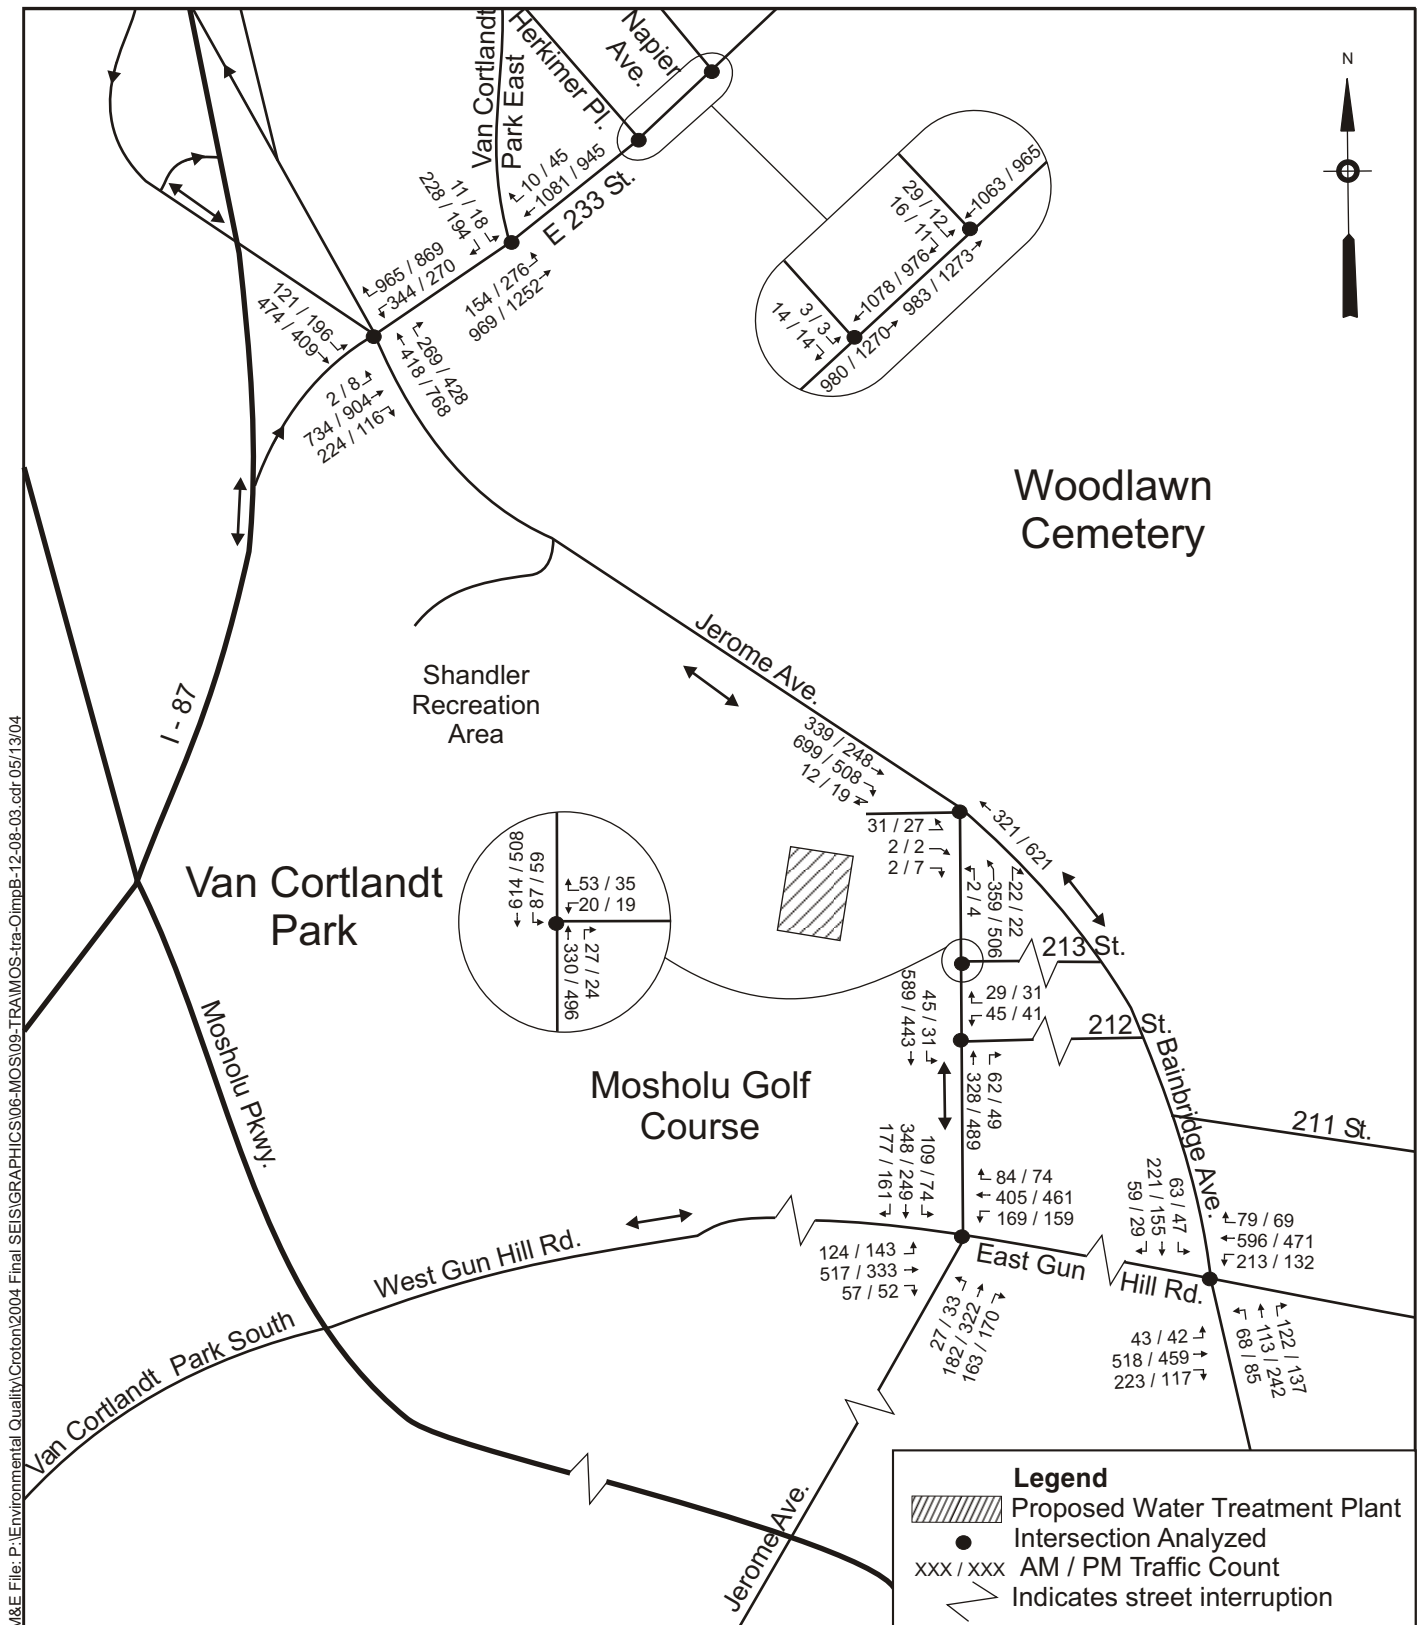 Van Cortlandt
Park East
Herkimer Pl.
Napier
Ave.
N
10 / 45
1081 / 945
E 233 St.
11 / 18
228 / 194
965 / 869
344 / 270
154 / 276
969 / 1252
121 / 196
474 / 409
269 / 428
418 / 768
2 / 8
734 / 904
224 / 116
1063 / 965
29 / 12
16 / 11
1078 / 976
983 / 1273
3 / 3
14 / 14
980 / 1270
Woodlawn
Cemetery
Jerome Ave.
Shandler
Recreation
Area
I - 87
339 / 248
699 / 508
12 / 19
31 / 27
2 / 2
2 / 7
321 / 621
22 / 22
359 / 506
2 / 4
Van Cortlandt
Park
614 / 508
87 / 59
53 / 35
20 / 19
27 / 24
330 / 496
213 St.
29 / 31
45 / 41
45 / 31
589 / 443
212 St.
62 / 49
328 / 489
Bainbridge Ave.
211 St.
Mosholu Golf
Course
Mosholu Pkwy.
109 / 74
348 / 249
177 / 161
84 / 74
405 / 461
169 / 159
63 / 47
221 / 155
59 / 29
79 / 69
596 / 471
213 / 132
West Gun Hill Rd.
124 / 143
517 / 333
57 / 52
East Gun
Hill Rd.
27 / 33
182 / 322
163 / 170
43 / 42
518 / 459
223 / 117
122 / 137
113 / 242
68 / 85
Van Cortlandt Park South
Jerome Ave.
Legend
Proposed Water Treatment Plant
Intersection Analyzed
XXX / XXX AM / PM Traffic Count
Indicates street interruption
M&E File: P:\Environmental Quality\Croton\2004 Final SEIS\GRAPHICS\06-MOS\09-TRA\MOS-tra-OimpB-12-08-03.cdr 05/13/04